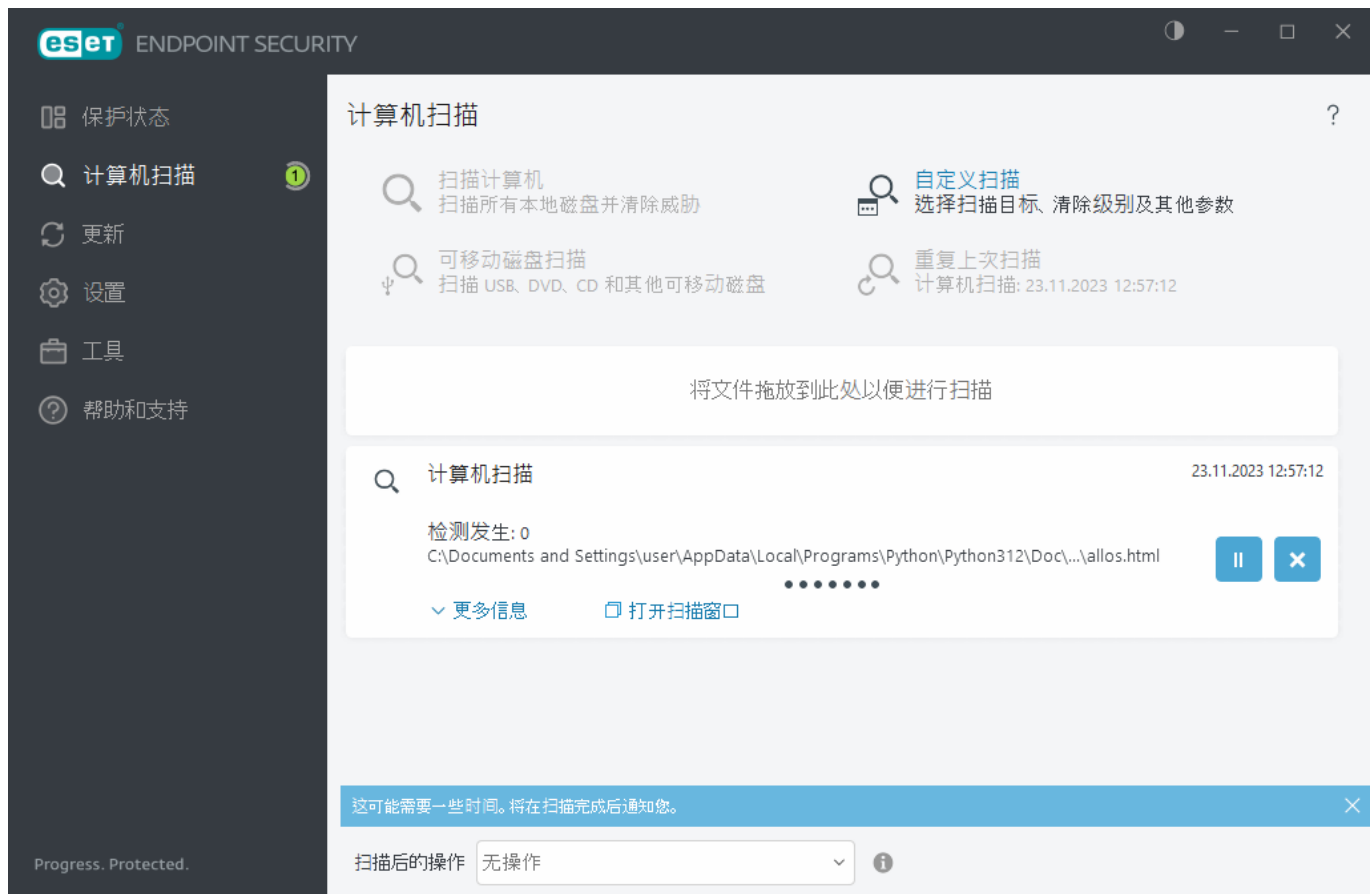 eset ENDPOINT SECURITY
保护状态
计算机扫描 1
更新
设置
工具
帮助和支持
Progress. Protected.
计算机扫描 ?
扫描计算机
扫描所有本地磁盘并清除威胁
自定义扫描
选择扫描目标、清除级别及其他参数
可移动磁盘扫描
扫描 USB、DVD、CD 和其他可移动磁盘
重复上次扫描
计算机扫描: 23.11.2023 12:57:12
将文件拖放到此处以便进行扫描
计算机扫描 23.11.2023 12:57:12
检测发生: 0
C:\Documents and Settings\user\AppData\Local\Programs\Python\Python312\Doc\...\allos.html
更多信息 打开扫描窗口
这可能需要一些时间。将在扫描完成后通知您。
扫描后的操作 无操作